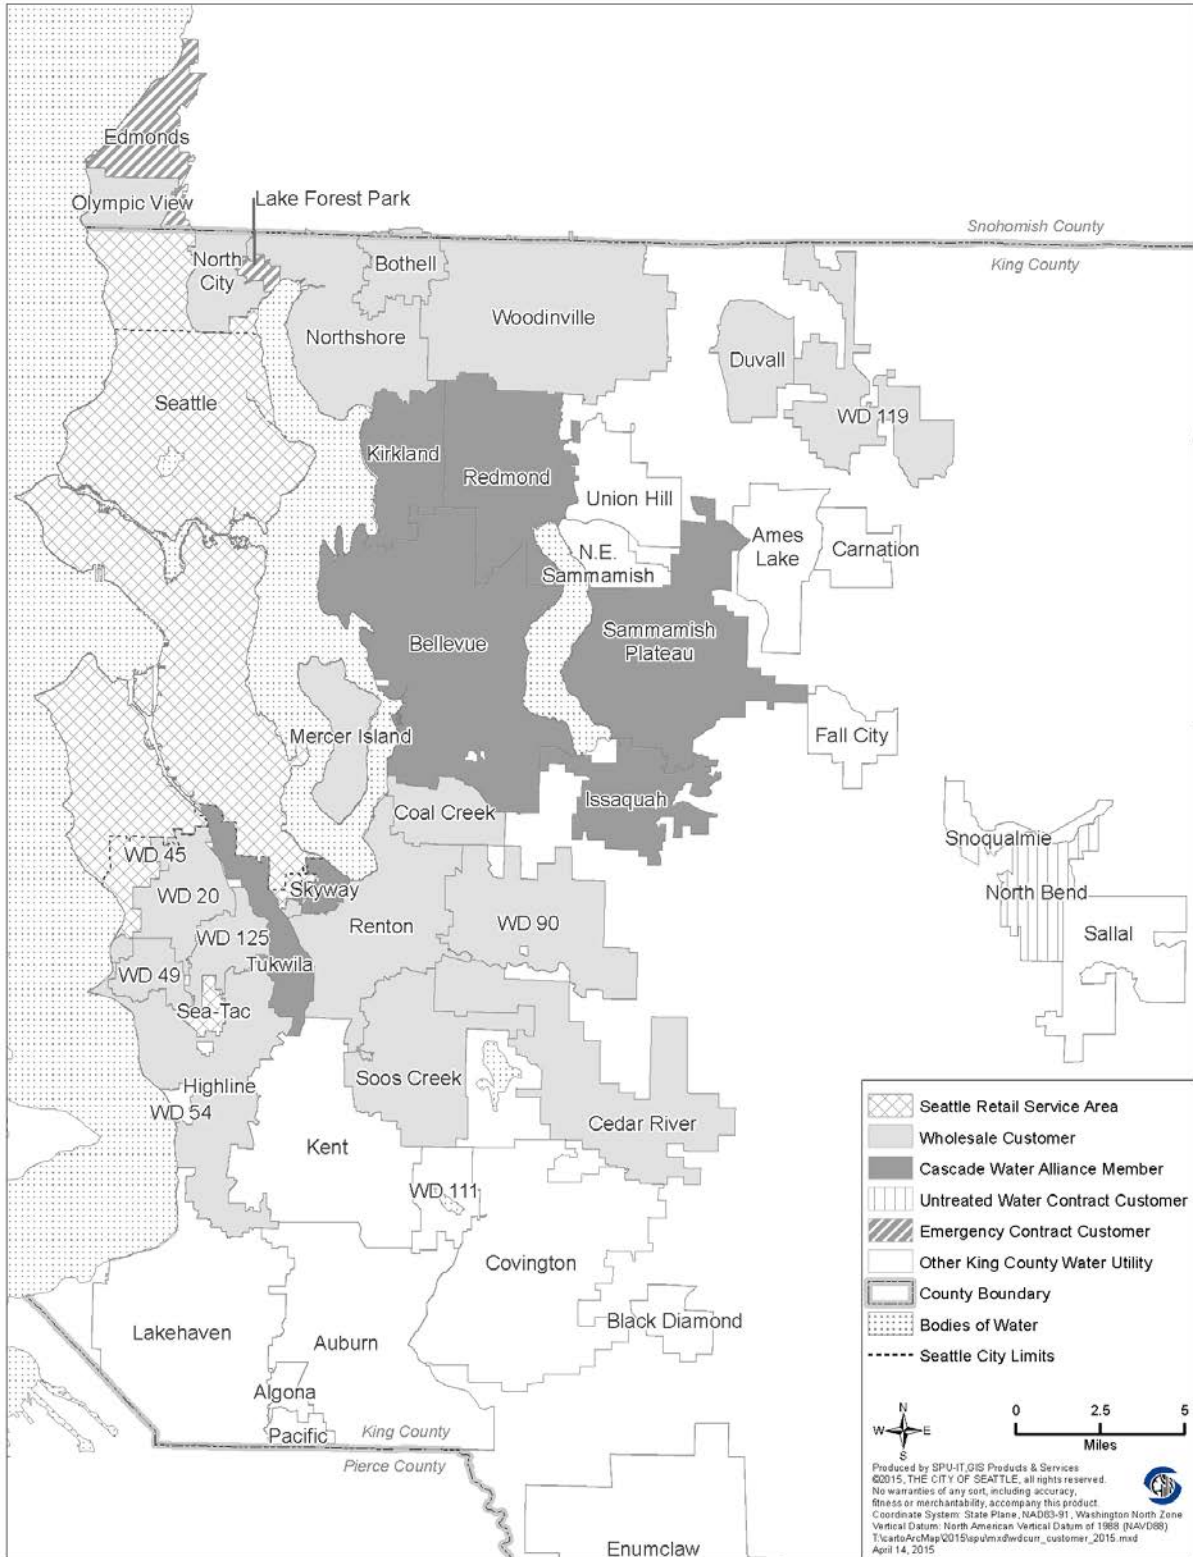 Edmonds
Olympic View
Lake Forest Park
Snohomish County
King County
North
City
Bothell
Northshore
Woodinville
Duvall
WD 119
Seattle
Kirkland
Redmond
Union Hill
N.E.
Sammamish
Ames
Lake
Carnation
Bellevue
Sammamish
Plateau
Mercer Island
Fall City
Issaquah
Coal Creek
Snoqualmie
North Bend
Sallal
WD 45
WD 20
Skyway
Renton
WD 90
WD 125
Tukwila
WD 49
Sea-Tac
Highline
WD 54
Soos Creek
Cedar River
Kent
WD 111
Covington
Black Diamond
Lakehaven
Auburn
Algona
Pacific
King County
Pierce County
Enumclaw
Seattle Retail Service Area
Wholesale Customer
Cascade Water Alliance Member
Untreated Water Contract Customer
Emergency Contract Customer
Other King County Water Utility
County Boundary
Bodies of Water
Seattle City Limits
N
W E
S
0 2.5 5
Miles
Produced by SPU-IT,GIS Products & Services
©2015, THE CITY OF SEATTLE, all rights reserved.
No warranties of any sort, including accuracy,
fitness or merchantability, accompany this product.
Coordinate System: State Plane, NAD83-91, Washington North Zone
Vertical Datum: North American Vertical Datum of 1988 (NAVD88)
T:\cartoArcMap\2015\spu\mxd\wdcurr_customer_2015.mxd
April 14, 2015